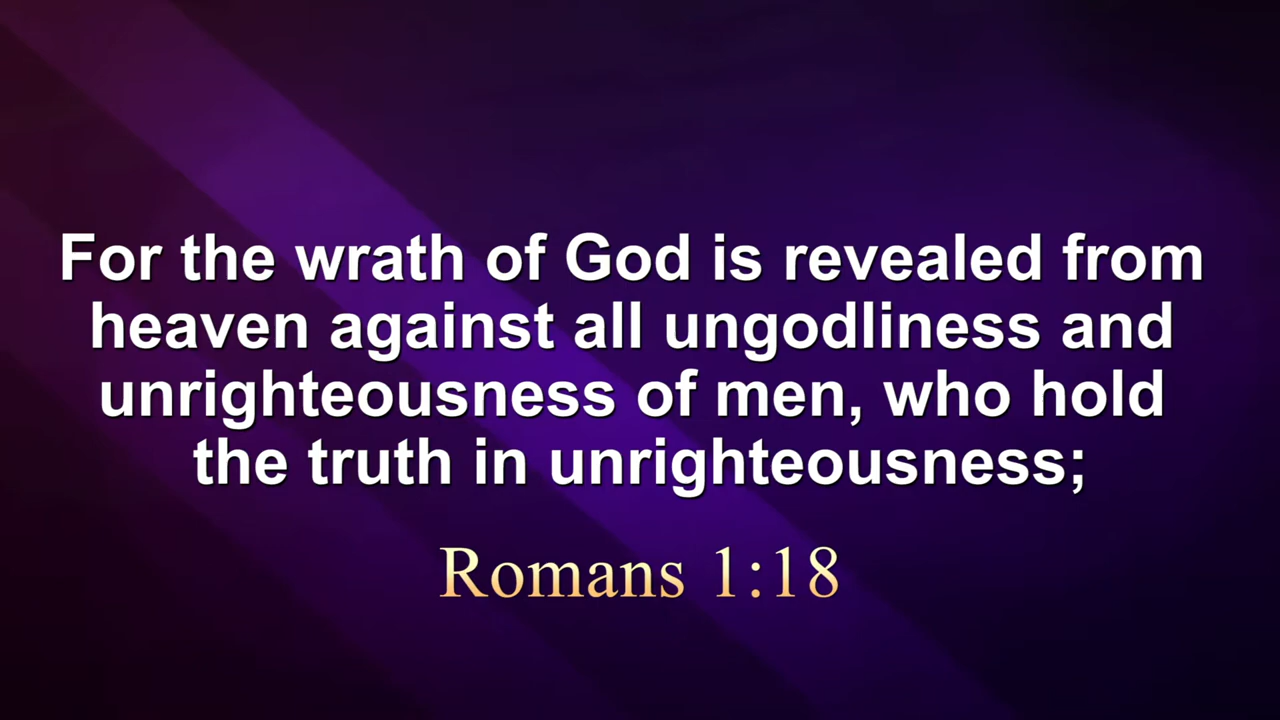 For the wrath of God is revealed from
heaven against all ungodliness and
unrighteousness of men, who hold
the truth in unrighteousness;
Romans 1:18